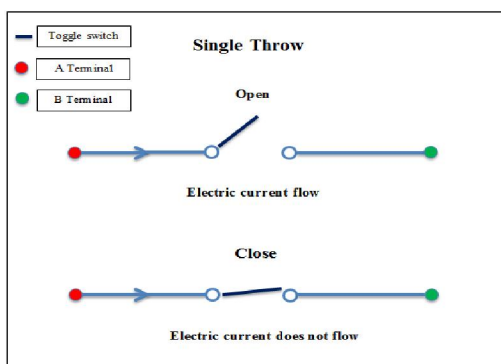 Toggle switch
Single Throw
A Terminal
B Terminal
Open
Electric current flow
Close
Electric current does not flow